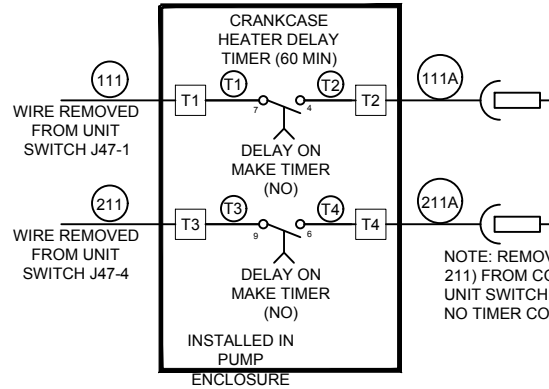 CRANKCASE
HEATER DELAY
TIMER (60 MIN)
111
T1
T1
T2
T2
111A
7
4
WIRE REMOVED
FROM UNIT
SWITCH J47-1
DELAY ON
MAKE TIMER
(NO)
211
T3
T3
T4
T4
211A
9
6
WIRE REMOVED
FROM UNIT
SWITCH J47-4
DELAY ON
MAKE TIMER
(NO)
NOTE: REMOV
211) FROM CO
UNIT SWITCH
NO TIMER CO
INSTALLED IN
PUMP
ENCLOSURE